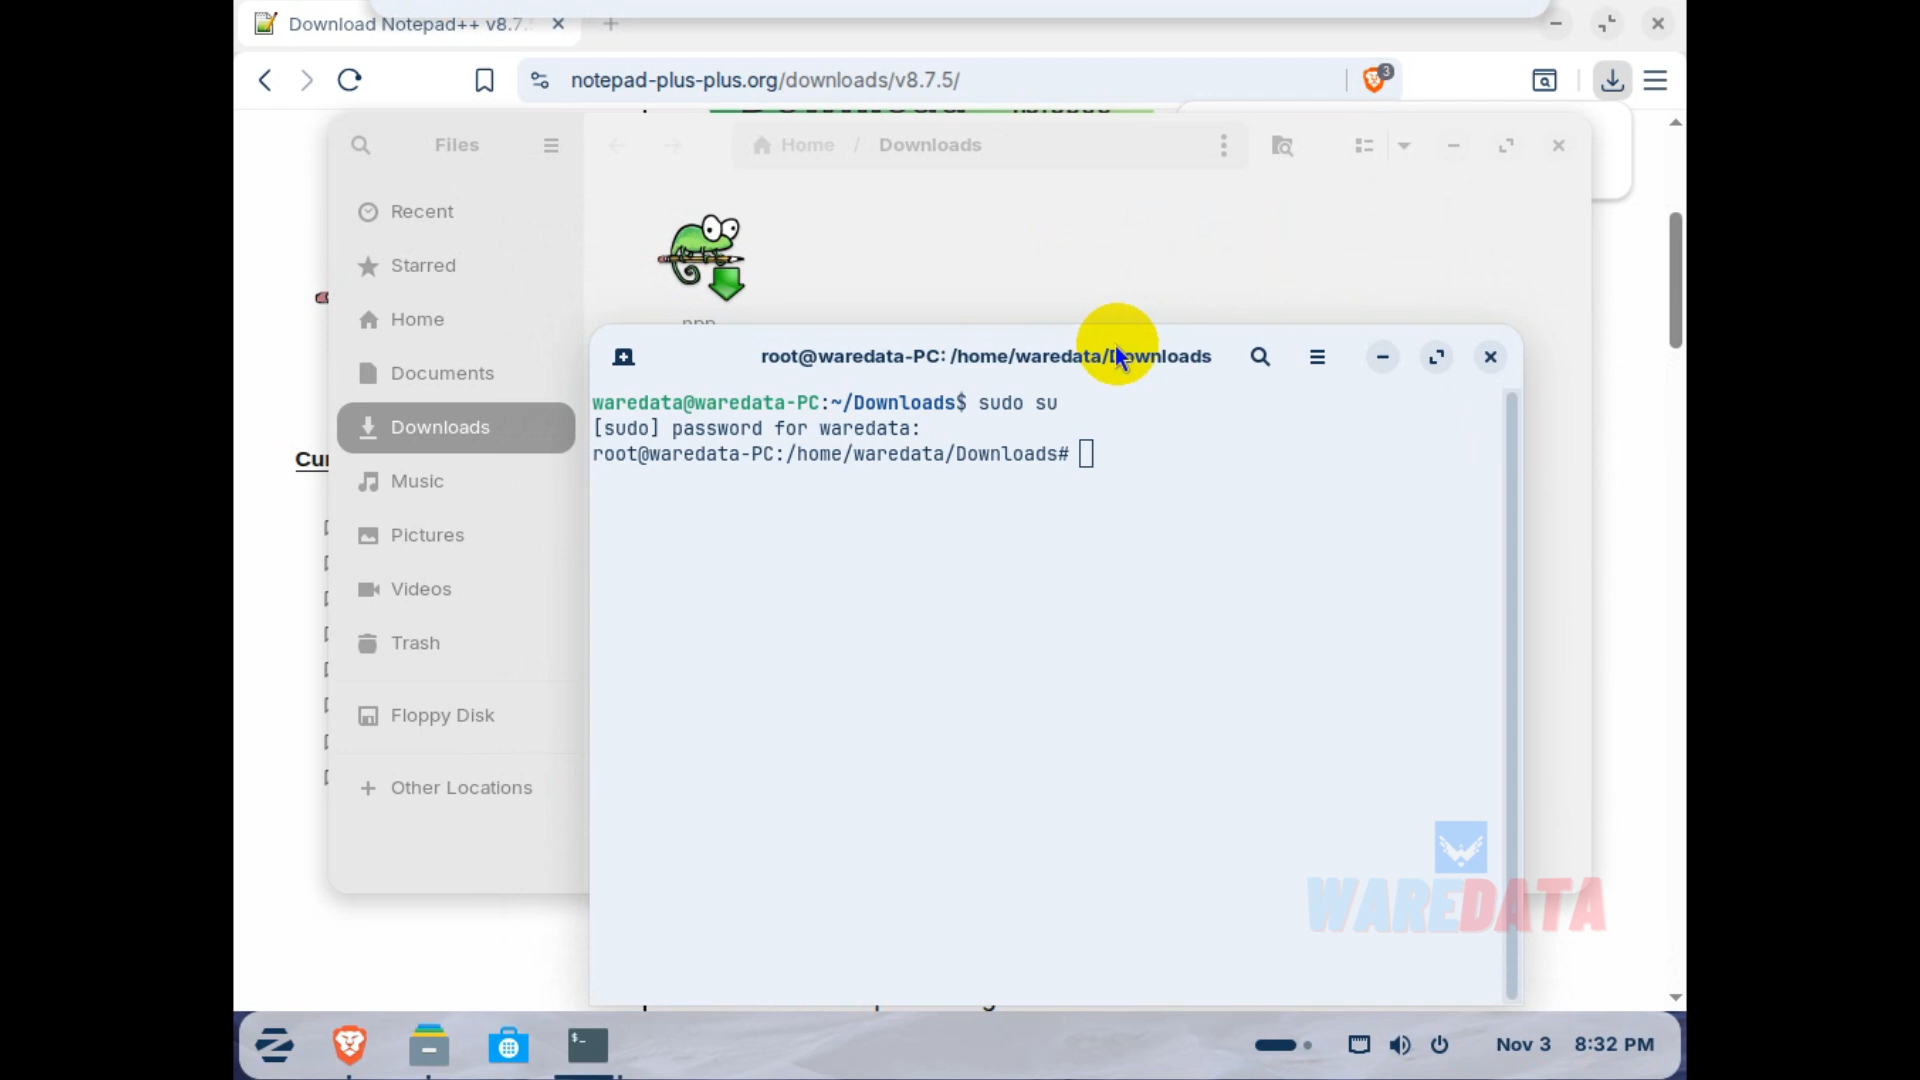 Download Notepad++ v8.7.
notepad-plus-plus.org/downloads/v8.7.5/
3
Files
Home / Downloads
Recent
Starred
Home
Documents
Downloads
Music
Pictures
Videos
Trash
Floppy Disk
+ Other Locations
root@waredata-PC: /home/waredata/Downloads
waredata@waredata-PC:~/Downloads$ sudo su
[sudo] password for waredata:
root@waredata-PC:/home/waredata/Downloads#
WAREDATA
Nov 3 8:32 PM